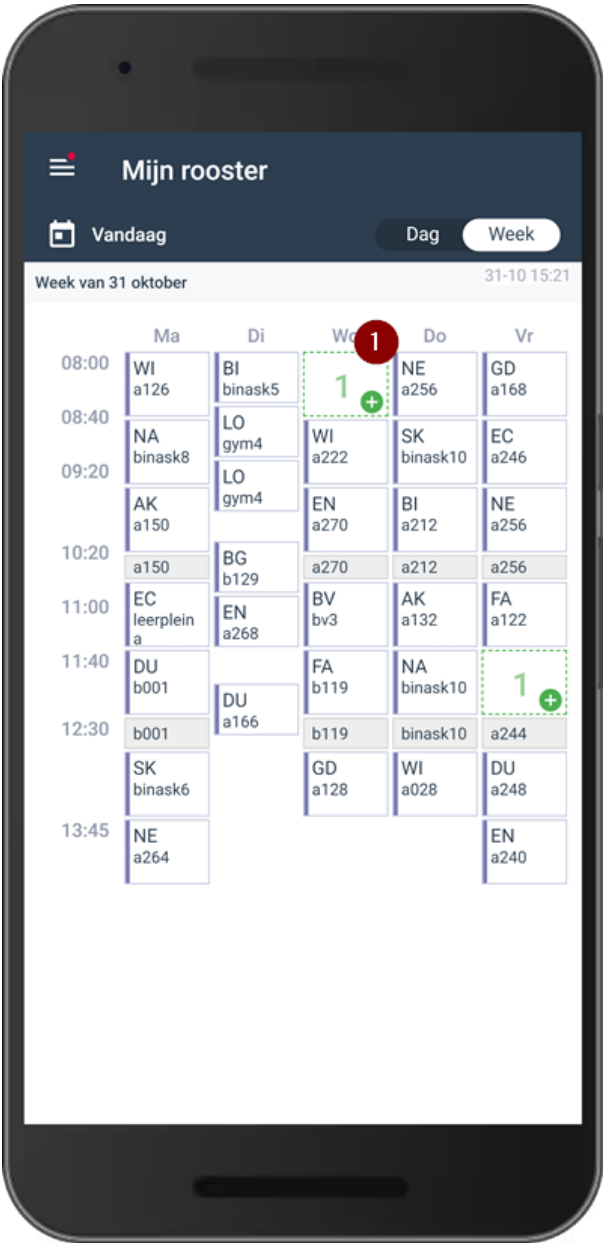 Mijn rooster
Vandaag
Dag
Week
Week van 31 oktober
31-10 15:21
Ma
Di
Wo
1
Do
Vr
08:00
08:40
09:20
10:20
11:00
11:40
12:30
13:45
WI
a126
NA
binask8
AK
a150
a150
EC
leerplein
a
DU
b001
b001
SK
binask6
NE
a264
BI
binask5
LO
gym4
LO
gym4
BG
b129
EN
a268
DU
a166
1
+
WI
a222
EN
a270
a270
BV
bv3
FA
b119
b119
GD
a128
NE
a256
SK
binask10
BI
a212
a212
AK
a132
NA
binask10
binask10
WI
a028
GD
a168
EC
a246
NE
a256
a256
FA
a122
1
+
a244
DU
a248
EN
a240